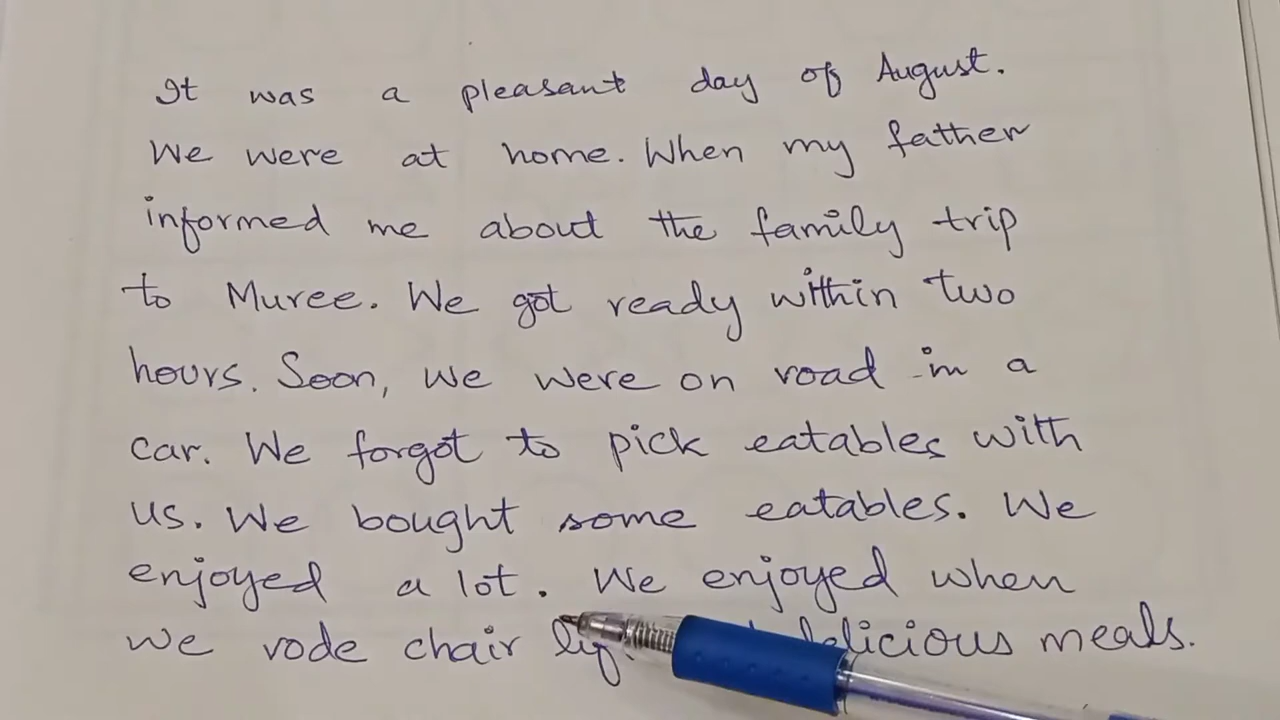 It was a pleasant day of August.
We were at home. When my father
informed me about the family trip
to Muree. We got ready within two
hours. Soon, we were on road in a
car. We forgot to pick eatables with
us. We bought some eatables. We
enjoyed a lot. We enjoyed when
we rode chair delicious meals.